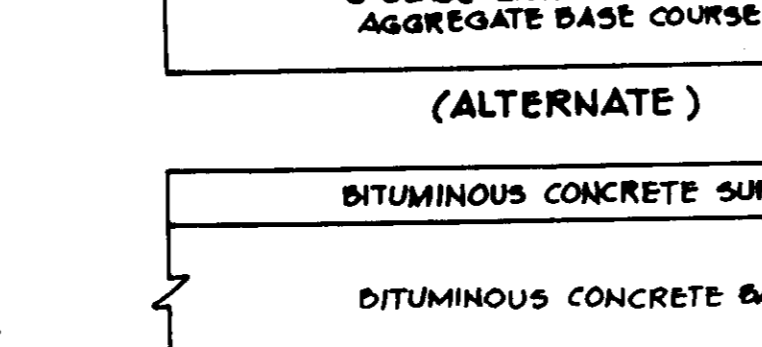 AGGREGATE BASE COURSE
(ALTERNATE)
BITUMINOUS CONCRETE
BITUMINOUS CONCRETE